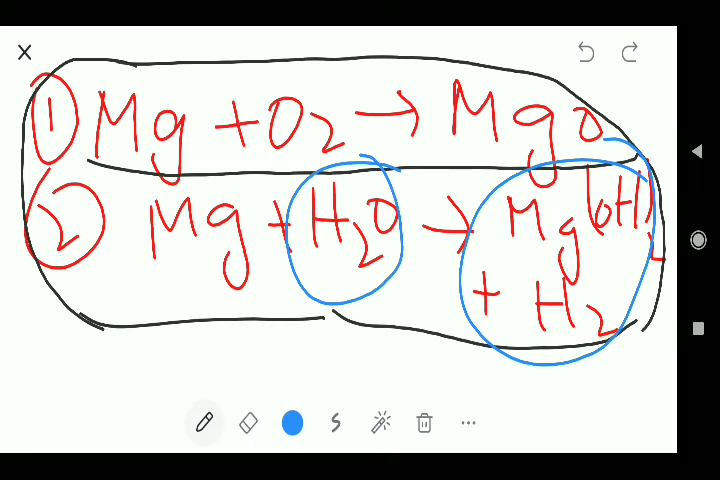 ① Mg + O₂ → MgO
② Mg + H₂O → Mg(OH)₂
+ H₂